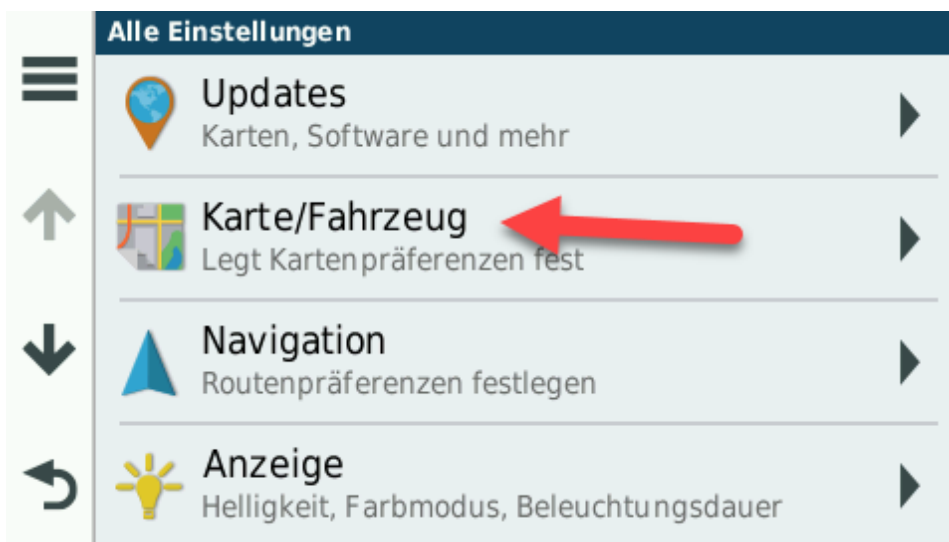 Alle Einstellungen
Updates
Karten, Software und mehr
Karte/Fahrzeug
Legt Kartenpräferenzen fest
Navigation
Routenpräferenzen festlegen
Anzeige
Helligkeit, Farbmodus, Beleuchtungsdauer